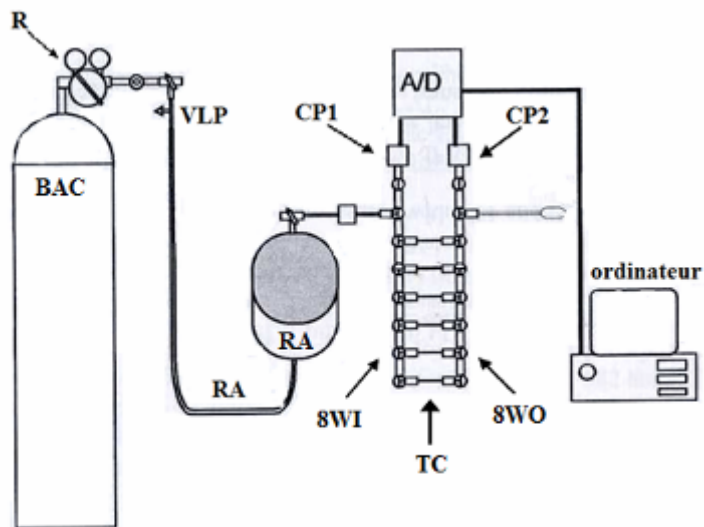 R
A/D
CP1
CP2
VLP
BAC
ordinateur
RA
RA
8WI
8WO
TC